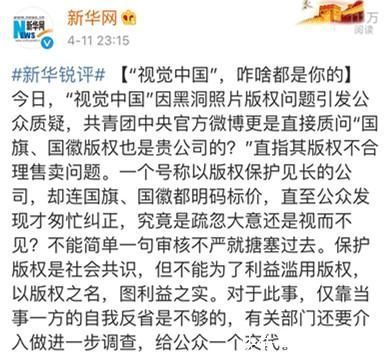 新华网
News
新华网
4-11 23:15
万
阅读
#新华锐评# 【“视觉中国”，咋啥都是你的】
今日，“视觉中国”因黑洞照片版权问题引发公
众质疑，共青团中央官方微博更是直接质问“国
旗、国徽版权也是贵公司的？”直指其版权不合
理售卖问题。一个号称以版权保护见长的公
司，却连国旗、国徽都明码标价，直至公众发
现才匆忙纠正，究竟是疏忽大意还是视而不
见？不能简单一句审核不严就搪塞过去。保护
版权是社会共识，但不能为了利益滥用版权，
以版权之名，图利益之实。对于此事，仅靠当
事一方的自我反省是不够的，有关部门还要介
入做进一步调查，给公众一个交代。